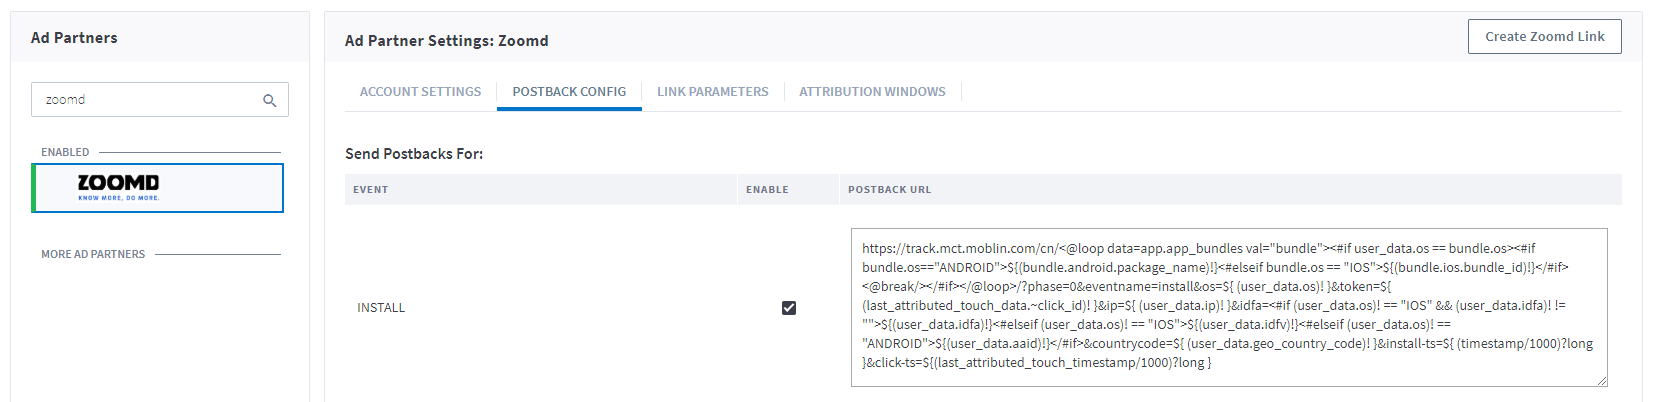 Ad Partners
zoomd
ENABLED
ZOOMD
KNOW MORE, DO MORE.
MORE AD PARTNERS
Ad Partner Settings: Zoomd
Create Zoomd Link
ACCOUNT SETTINGS
POSTBACK CONFIG
LINK PARAMETERS
ATTRIBUTION WINDOWS
Send Postbacks For:
EVENT
ENABLE
POSTBACK URL
INSTALL
https://track.mct.moblin.com/cn/<@loop data=app.app_bundles val="bundle"><#if user_data.os == bundle.os><#if
bundle.os=="ANDROID">${(bundle.android.package_name)!}<#elseif bundle.os == "IOS">${(bundle.ios.bundle_id)!}</#if>
<@break/></#if></@loop>/?phase=0&eventname=install&os=${ (user_data.os)! }&token=${
(last_attributed_touch_data.~click_id)! }&ip=${ (user_data.ip)! }&idfa=<#if (user_data.os)! == "IOS" && (user_data.idfa)! !=
"">${(user_data.idfa)!}<#elseif (user_data.os)! == "IOS">${(user_data.idfv)!}<#elseif (user_data.os)! ==
"ANDROID">${(user_data.aaid)!}</#if>&countrycode=${ (user_data.geo_country_code)! }&install-ts=${ (timestamp/1000)?long
}&click-ts=${(last_attributed_touch_timestamp/1000)?long }